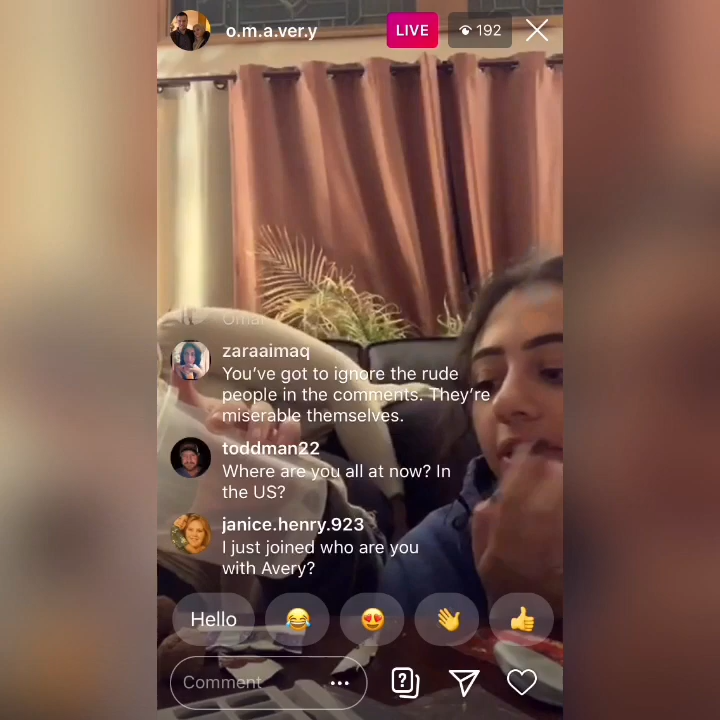 o.m.a.ver.y
LIVE
192
Omar
zaraaimaq
You've got to ignore the rude
people in the comments. They're
miserable themselves.
toddman22
Where are you all at now? In
the US?
janice.henry.923
I just joined who are you
with Avery?
Hello
Comment